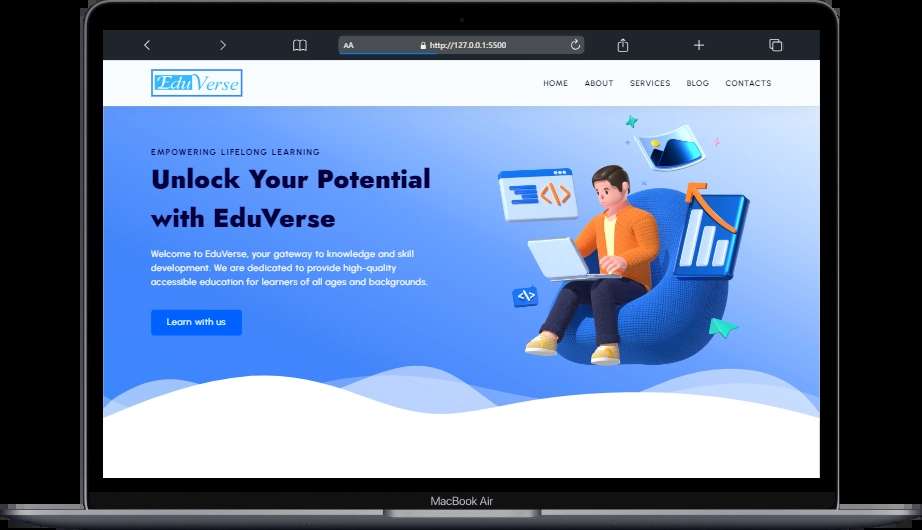 AA http://127.0.0.1:5500
EduVerse HOME ABOUT SERVICES BLOG CONTACTS
EMPOWERING LIFELONG LEARNING
Unlock Your Potential
with EduVerse
Welcome to EduVerse, your gateway to knowledge and skill
development. We are dedicated to provide high-quality
accessible education for learners of all ages and backgrounds.
Learn with us
MacBook Air